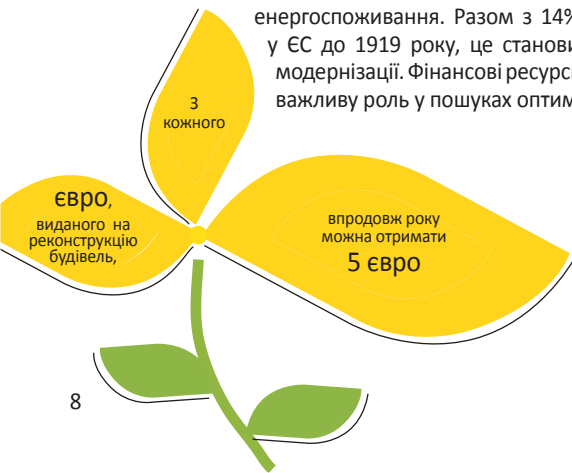 енергоспоживання. Разом з 14%
у ЄС до 1919 року, це станови
модернізації. Фінансові ресурс
важливу роль у пошуках оптим
З
кожного
євро,
виданого на
реконструкцію
будівель,
впродовж року
можна отримати
5 євро
8